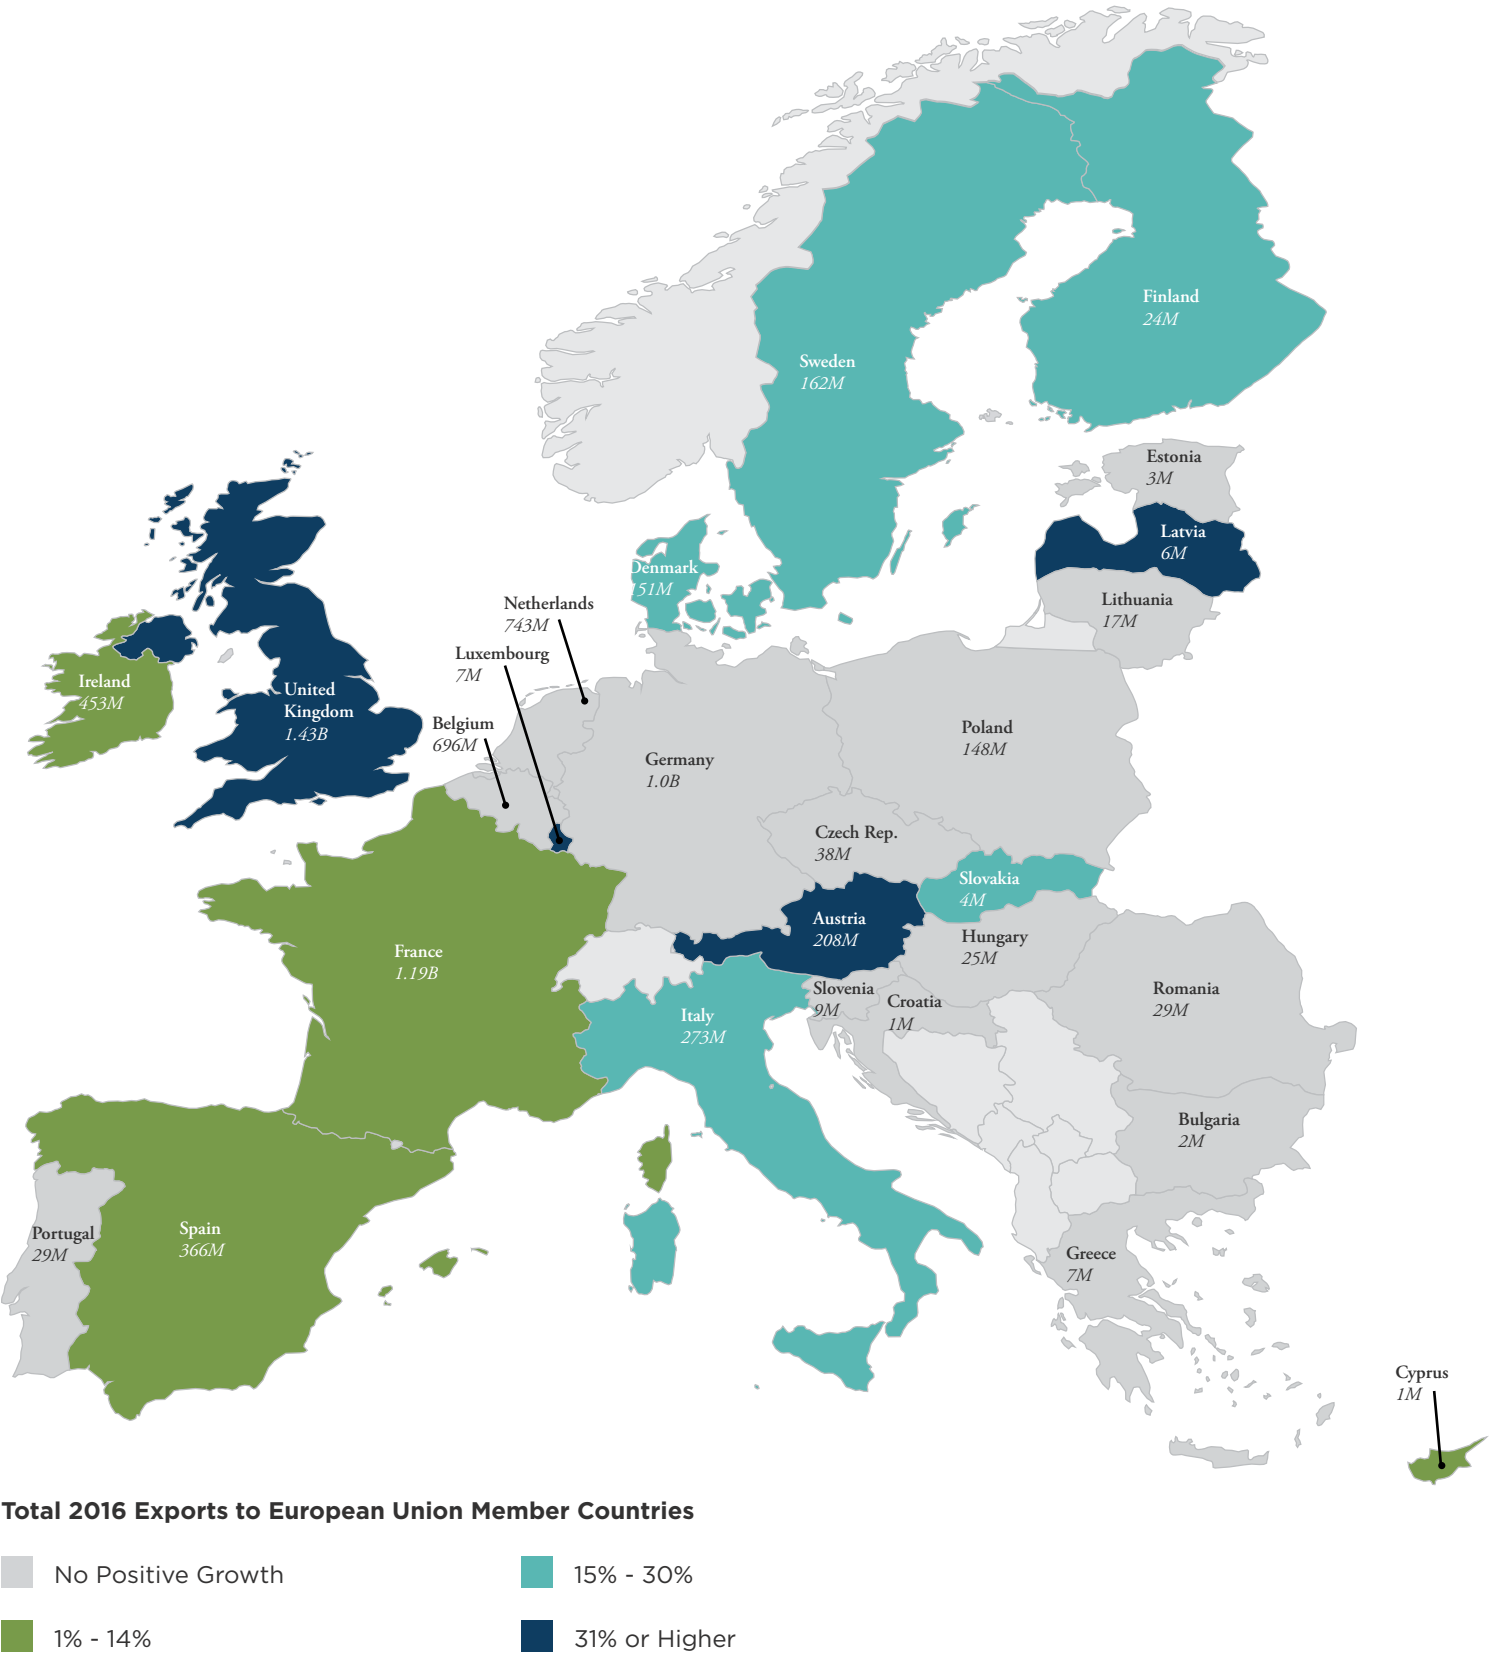 Finland
24M
Sweden
162M
Estonia
3M
Latvia
6M
Denmark
151M
Lithuania
17M
Netherlands
743M
Luxembourg
7M
Ireland
453M
United
Kingdom
1.43B
Belgium
696M
Poland
148M
Germany
1.0B
Czech Rep.
38M
Slovakia
4M
Austria
208M
Hungary
25M
France
1.19B
Slovenia
9M
Croatia
1M
Romania
29M
Italy
273M
Bulgaria
2M
Portugal
29M
Spain
366M
Greece
7M
Cyprus
1M
Total 2016 Exports to European Union Member Countries
No Positive Growth
15% - 30%
1% - 14%
31% or Higher